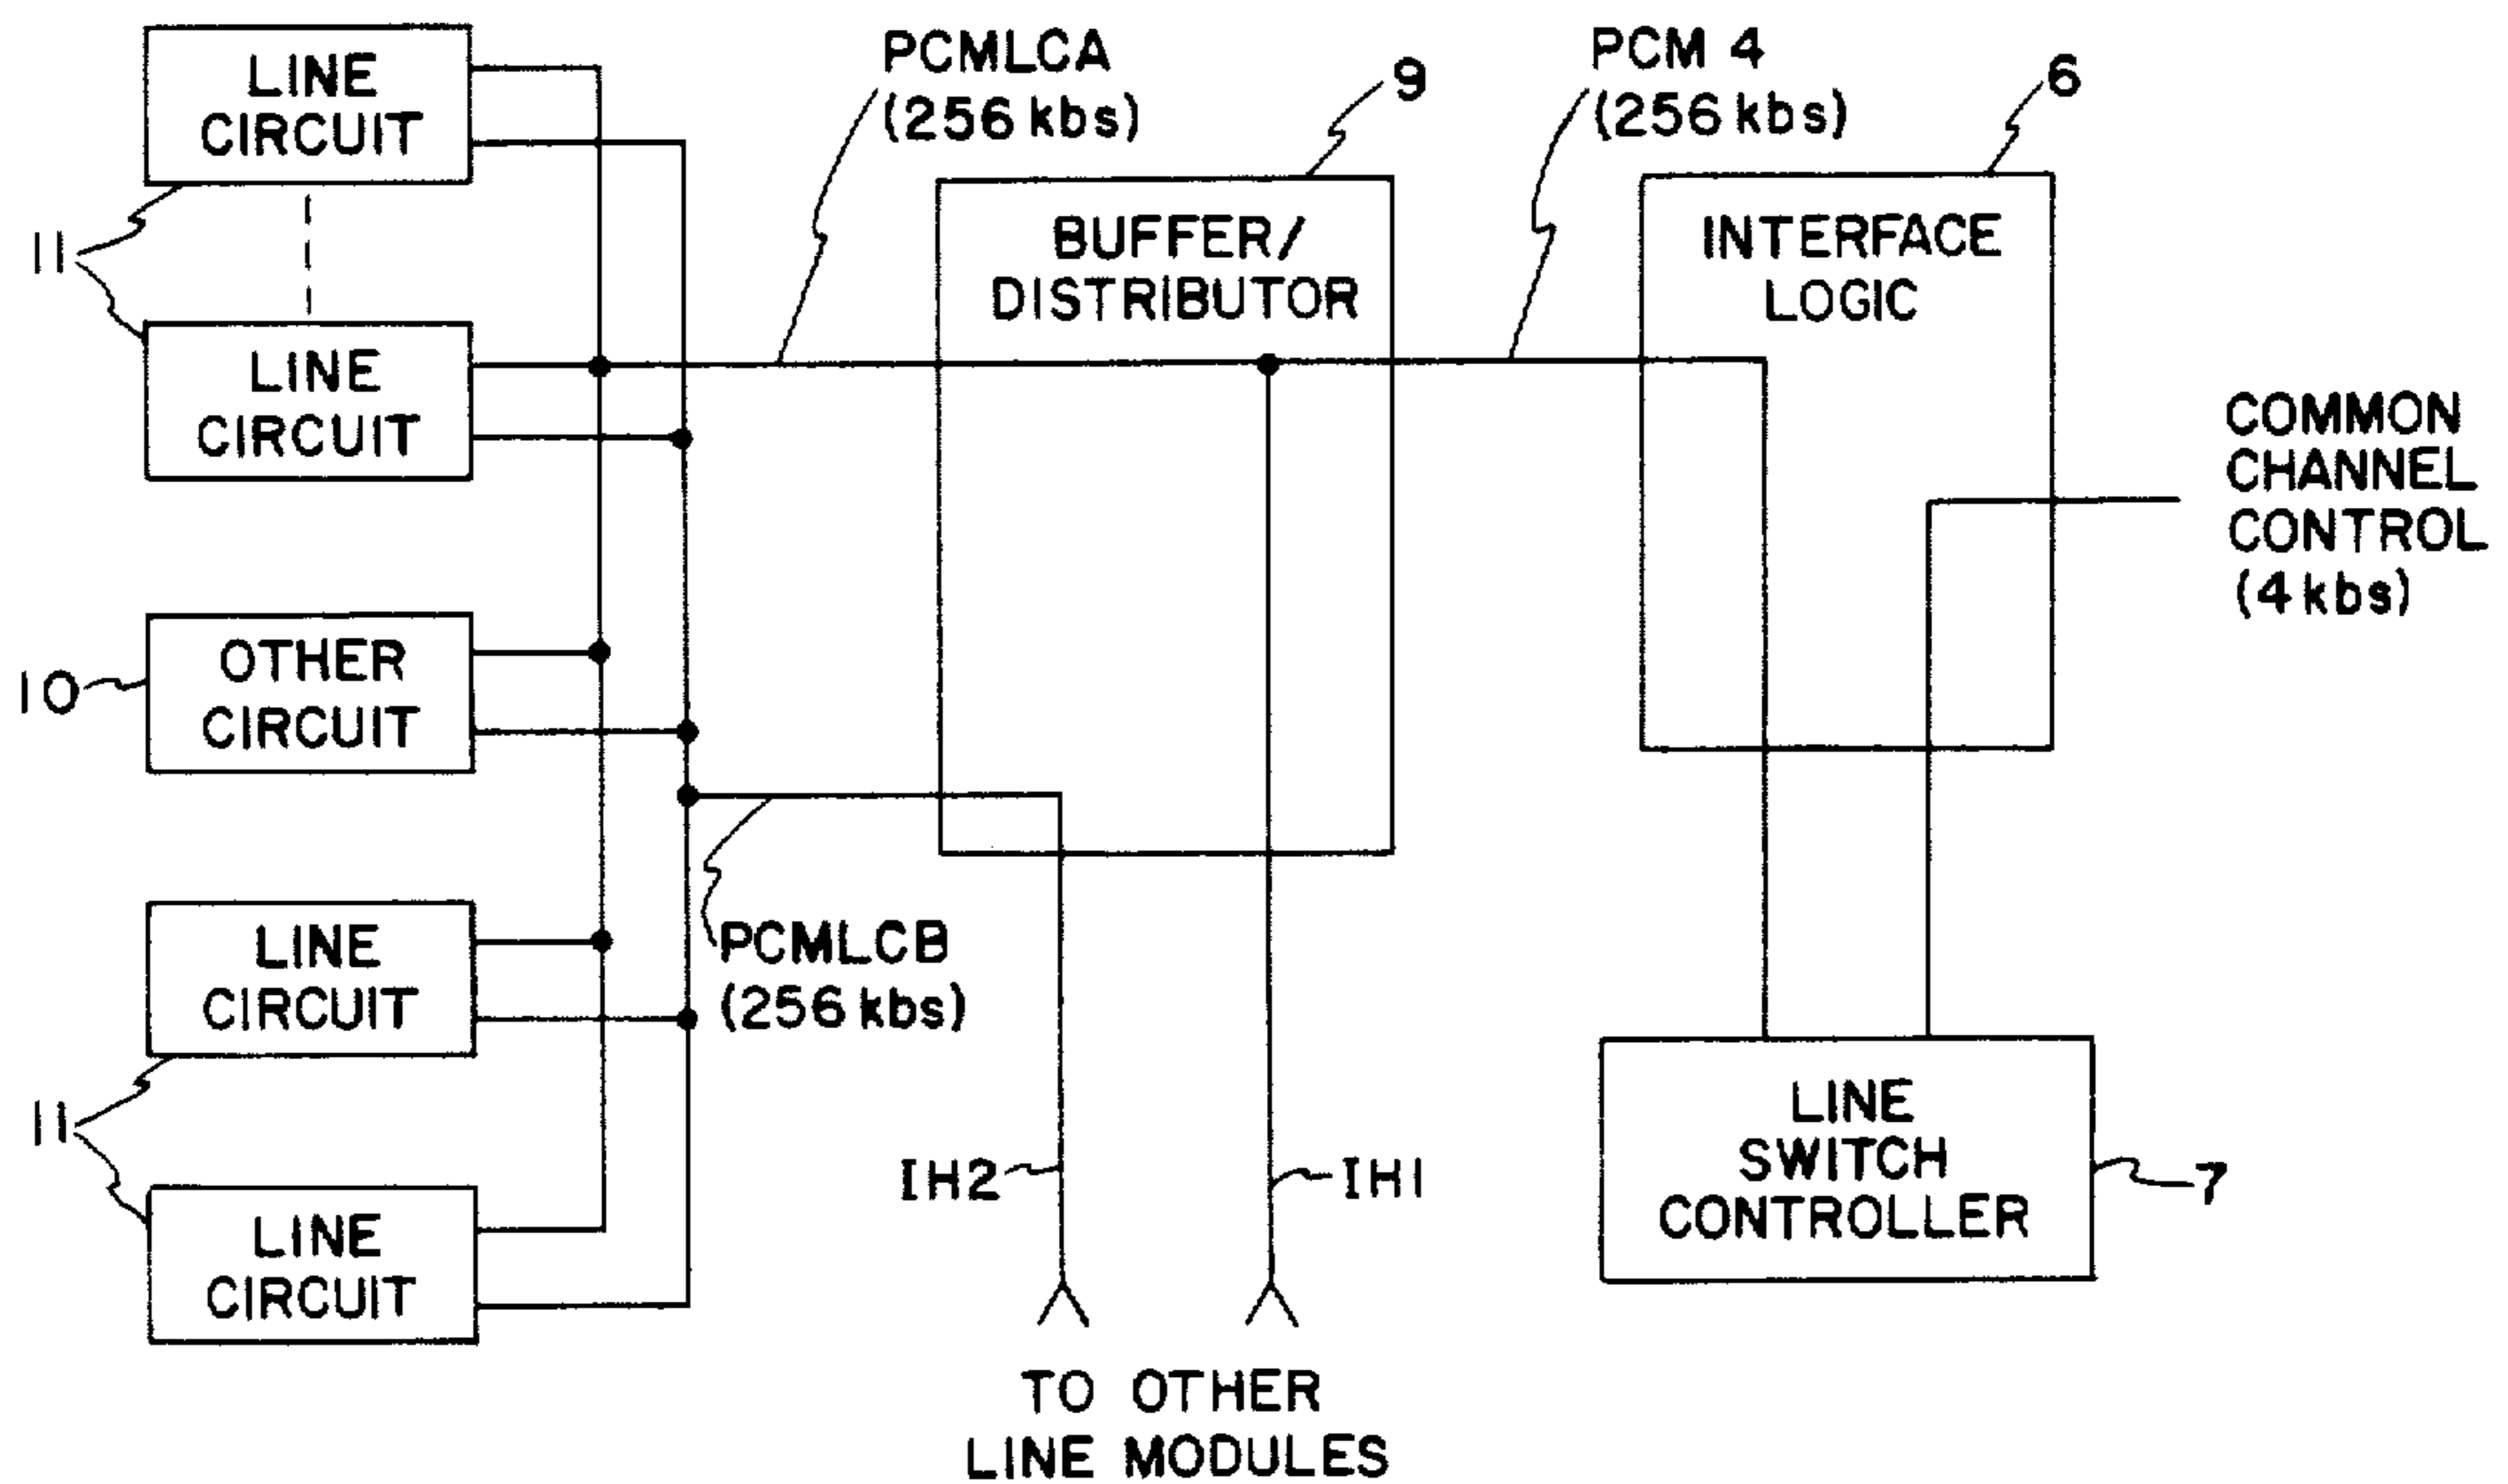 LINE
CIRCUIT
11
LINE
CIRCUIT
10
OTHER
CIRCUIT
LINE
CIRCUIT
11
LINE
CIRCUIT
PCMLCA
(256 kbs)
9
BUFFER/
DISTRIBUTOR
PCMLCB
(256 kbs)
IH2
IH1
TO OTHER
LINE MODULES
PCM 4
(256 kbs)
6
INTERFACE
LOGIC
COMMON
CHANNEL
CONTROL
(4 kbs)
LINE
SWITCH
CONTROLLER
7